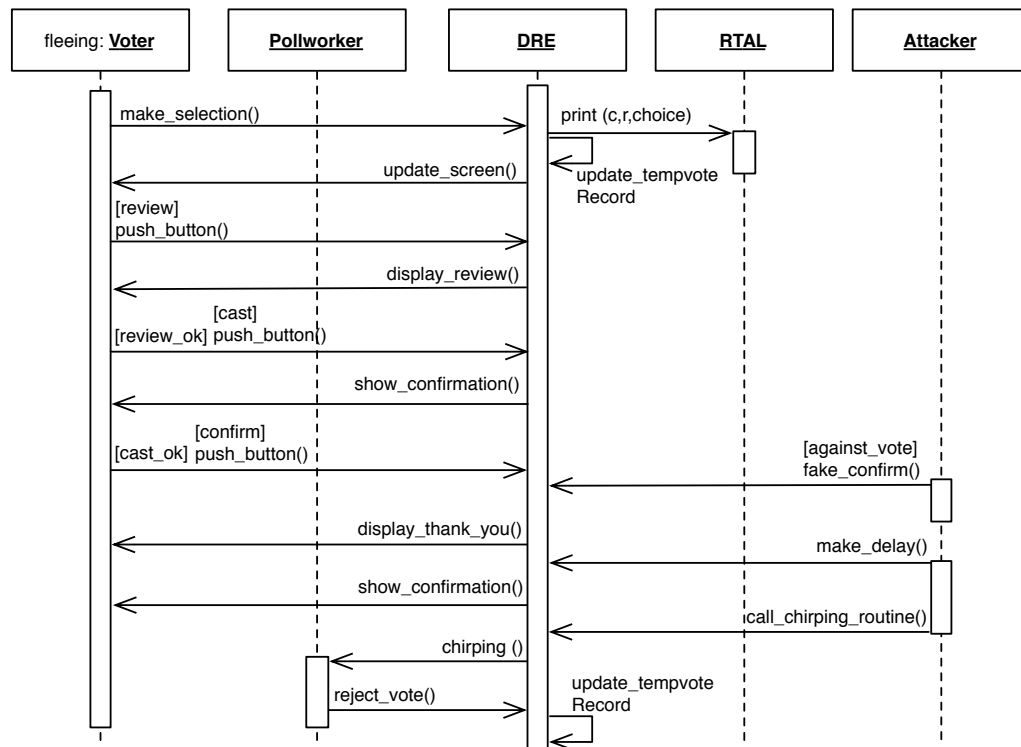 fleeing: Voter
Pollworker
DRE
RTAL
Attacker
make_selection()
print (c,r,choice)
update_tempvote
Record
update_screen()
[review]
push_button()
display_review()
[cast]
[review_ok] push_button()
show_confirmation()
[confirm]
[cast_ok] push_button()
[against_vote]
fake_confirm()
display_thank_you()
make_delay()
show_confirmation()
call_chirping_routine()
chirping ()
reject_vote()
update_tempvote
Record